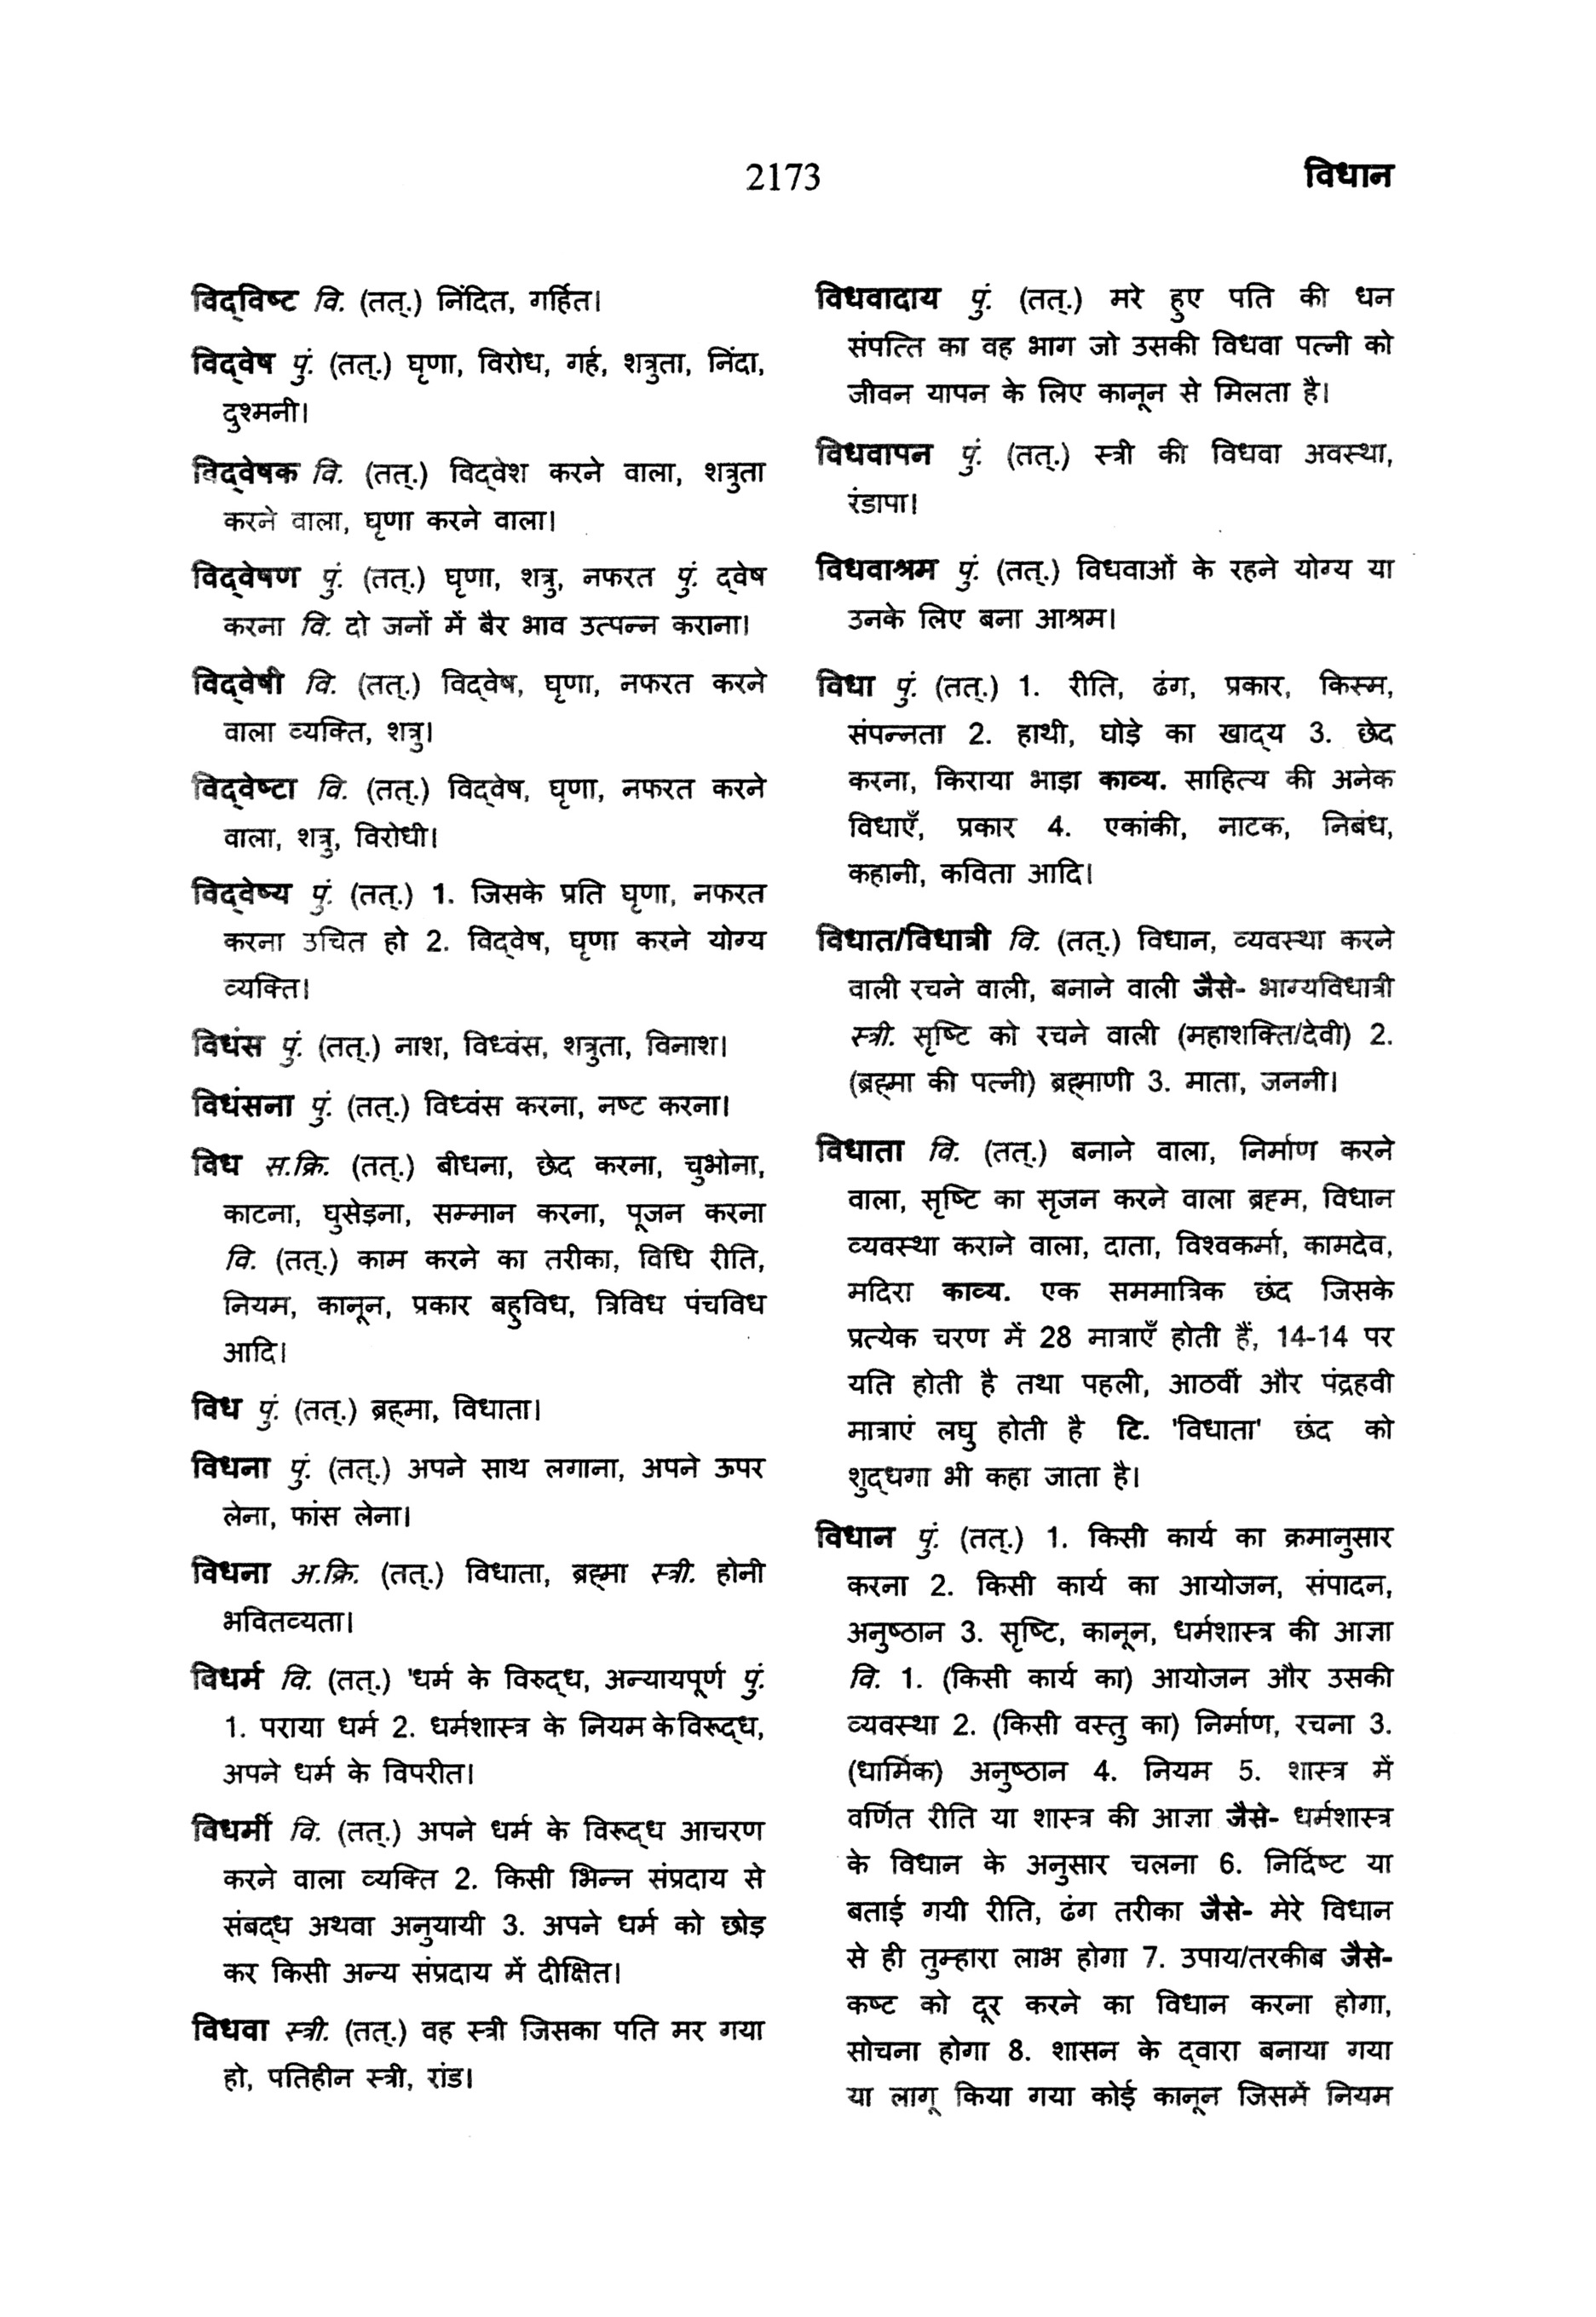 2173
विधान
विद्‌विष्ट वि. (तत्.) निंदित, गर्हित।
विद्‌वेष पुं. (तत्.) घृणा, विरोध, गर्ह, शत्रुता, निंदा,
दुश्मनी।
विद्‌वेषक वि. (तत्.) विद्‌वेश करने वाला, शत्रुता
करने वाला, घृणा करने वाला।
विद्‌वेषण पुं. (तत्.) घृणा, शत्रु, नफरत पुं. द्‌वेष
करना वि. दो जनों में बैर भाव उत्पन्न कराना।
विद्‌वेषी वि. (तत्.) विद्‌वेष, घृणा, नफरत करने
वाला व्यक्ति, शत्रु।
विद्‌वेष्टा वि. (तत्.) विद्‌वेष, घृणा, नफरत करने
वाला, शत्रु, विरोधी।
विद्‌वेष्य पुं. (तत्.) 1. जिसके प्रति घृणा, नफरत
करना उचित हो 2. विद्‌वेष, घृणा करने योग्य
व्यक्ति।
विधंस पुं. (तत्.) नाश, विध्वंस, शत्रुता, विनाश।
विधंसना पुं. (तत्.) विध्वंस करना, नष्ट करना।
विध स.क्रि. (तत्.) बीधना, छेद करना, चुभोना,
काटना, घुसेड़ना, सम्मान करना, पूजन करना
वि. (तत्.) काम करने का तरीका, विधि रीति,
नियम, कानून, प्रकार बहुविध, त्रिविध पंचविध
आदि।
विध पुं. (तत्.) ब्रह्‌मा, विधाता।
विधना पुं. (तत्.) अपने साथ लगाना, अपने ऊपर
लेना, फांस लेना।
विधना अ.क्रि. (तत्.) विधाता, ब्रह्‌मा स्त्री. होनी
भवितव्यता।
विधर्म वि. (तत्.) 'धर्म के विरुद्‌ध, अन्यायपूर्ण पुं.
1. पराया धर्म 2. धर्मशास्त्र के नियम के विरूद्‌ध,
अपने धर्म के विपरीत।
विधर्मी वि. (तत्.) अपने धर्म के विरूद्‌ध आचरण
करने वाला व्यक्ति 2. किसी भिन्न संप्रदाय से
संबद्‌ध अथवा अनुयायी 3. अपने धर्म को छोड़
कर किसी अन्य संप्रदाय में दीक्षित।
विधवा स्त्री. (तत्.) वह स्त्री जिसका पति मर गया
हो, पतिहीन स्त्री, रांड।
विधवादाय पुं. (तत्.) मरे हुए पति की धन
संपत्ति का वह भाग जो उसकी विधवा पत्नी को
जीवन यापन के लिए कानून से मिलता है।
विधवापन पुं. (तत्.) स्त्री की विधवा अवस्था,
रंडापा।
विधवाश्रम पुं. (तत्.) विधवाओं के रहने योग्य या
उनके लिए बना आश्रम।
विधा पुं. (तत्.) 1. रीति, ढंग, प्रकार, किस्म,
संपन्नता 2. हाथी, घोड़े का खाद्‌य 3. छेद
करना, किराया भाड़ा काव्य. साहित्य की अनेक
विधाएँ, प्रकार 4. एकांकी, नाटक, निबंध,
कहानी, कविता आदि।
विधात/विधात्री वि. (तत्.) विधान, व्यवस्था करने
वाली रचने वाली, बनाने वाली जैसे- भाग्यविधात्री
स्त्री. सृष्टि को रचने वाली (महाशक्ति/देवी) 2.
(ब्रह्‌मा की पत्नी) ब्रह्‌माणी 3. माता, जननी।
विधाता वि. (तत्.) बनाने वाला, निर्माण करने
वाला, सृष्टि का सृजन करने वाला ब्रह्‌म, विधान
व्यवस्था कराने वाला, दाता, विश्वकर्मा, कामदेव,
मदिरा काव्य. एक सममात्रिक छंद जिसके
प्रत्येक चरण में 28 मात्राएँ होती हैं, 14-14 पर
यति होती है तथा पहली, आठवीं और पंद्रहवी
मात्राएं लघु होती है टि. 'विधाता' छंद को
शुद्‌धगा भी कहा जाता है।
विधान पुं. (तत्.) 1. किसी कार्य का क्रमानुसार
करना 2. किसी कार्य का आयोजन, संपादन,
अनुष्ठान 3. सृष्टि, कानून, धर्मशास्त्र की आज्ञा
वि. 1. (किसी कार्य का) आयोजन और उसकी
व्यवस्था 2. (किसी वस्तु का) निर्माण, रचना 3.
(धार्मिक) अनुष्ठान 4. नियम 5. शास्त्र में
वर्णित रीति या शास्त्र की आज्ञा जैसे- धर्मशास्त्र
के विधान के अनुसार चलना 6. निर्दिष्ट या
बताई गयी रीति, ढंग तरीका जैसे- मेरे विधान
से ही तुम्हारा लाभ होगा 7. उपाय/तरकीब जैसे-
कष्ट को दूर करने का विधान करना होगा,
सोचना होगा 8. शासन के द्‌वारा बनाया गया
या लागू किया गया कोई कानून जिसमें नियम